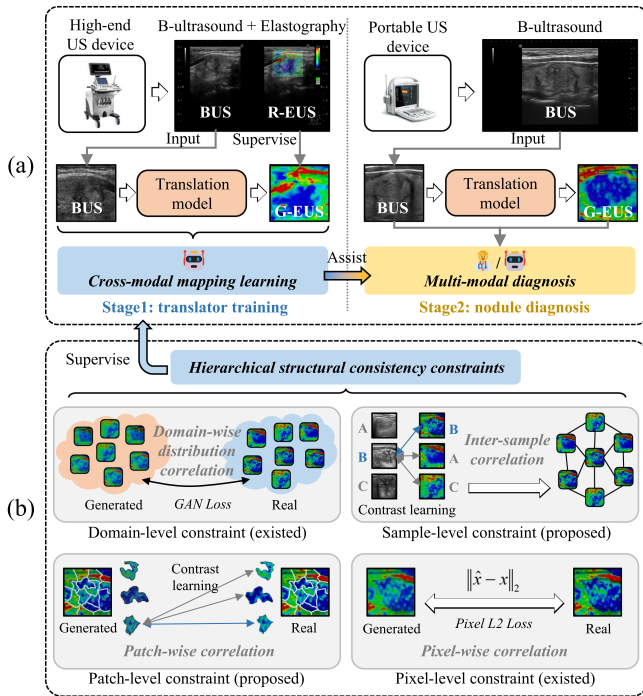 High-end
US device
B-ultrasound + Elastography
BUS
R-EUS
Portable US
device
B-ultrasound
BUS
Input
Supervise
Input
(a)
BUS
Translation
model
G-EUS
BUS
Translation
model
G-EUS
Cross-modal mapping learning
Assist
/
Multi-modal diagnosis
Stage1: translator training
Stage2: nodule diagnosis
Supervise
Hierarchical structural consistency constraints
(b)
Domain-wise
distribution
correlation
Generated
GAN Loss
Real
Domain-level constraint (existed)
A
B
C
B
A
C
Contrast learning
Inter-sample
correlation
Sample-level constraint (proposed)
Contrast
learning
Generated
Real
Patch-wise correlation
Patch-level constraint (proposed)
‖x̂ − x‖₂
Generated
Pixel L2 Loss
Real
Pixel-wise correlation
Pixel-level constraint (existed)